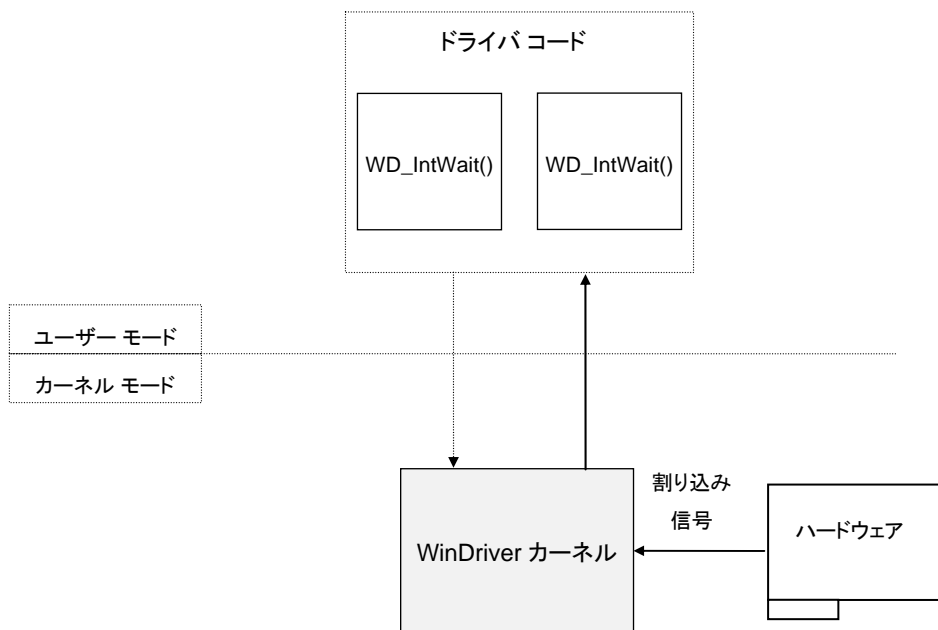 ドライバ コード
WD_IntWait()
WD_IntWait()
ユーザー モード
カーネル モード
割り込み
信号
ハードウェア
WinDriver カーネル